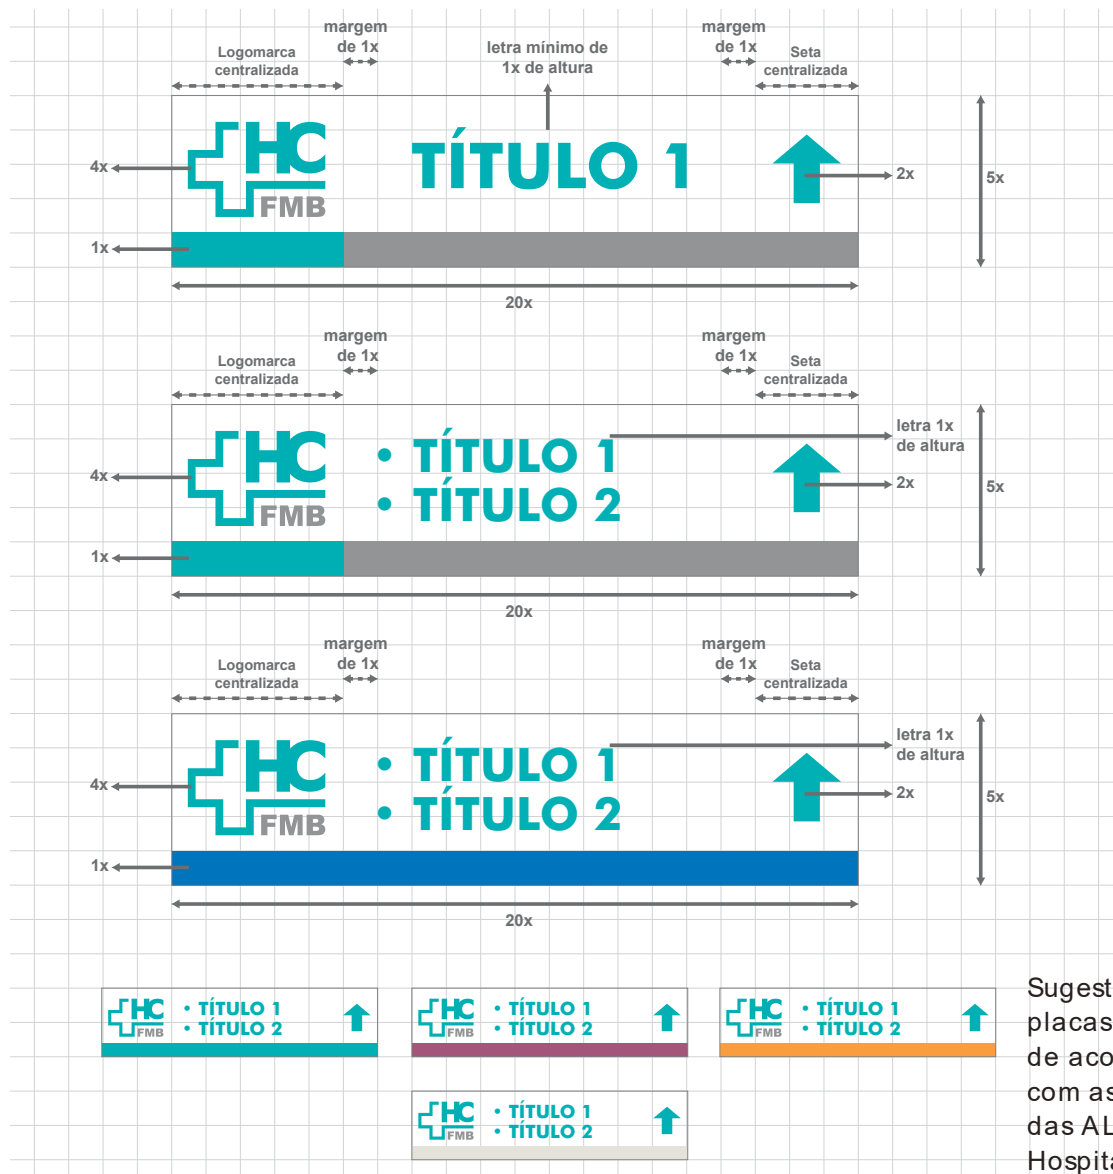 margem
de 1x
letra mínimo de
1x de altura
margem
de 1x
Logomarca
centralizada
Seta
centralizada
HC
FMB
TÍTULO 1
4x
2x
5x
1x
20x
margem
de 1x
margem
de 1x
Logomarca
centralizada
Seta
centralizada
HC
FMB
• TÍTULO 1
• TÍTULO 2
letra 1x
de altura
4x
2x
5x
1x
20x
margem
de 1x
margem
de 1x
Logomarca
centralizada
Seta
centralizada
HC
FMB
• TÍTULO 1
• TÍTULO 2
letra 1x
de altura
4x
2x
5x
1x
20x
HC
FMB
• TÍTULO 1
• TÍTULO 2
HC
FMB
• TÍTULO 1
• TÍTULO 2
HC
FMB
• TÍTULO 1
• TÍTULO 2
HC
FMB
• TÍTULO 1
• TÍTULO 2
placas
com as
das